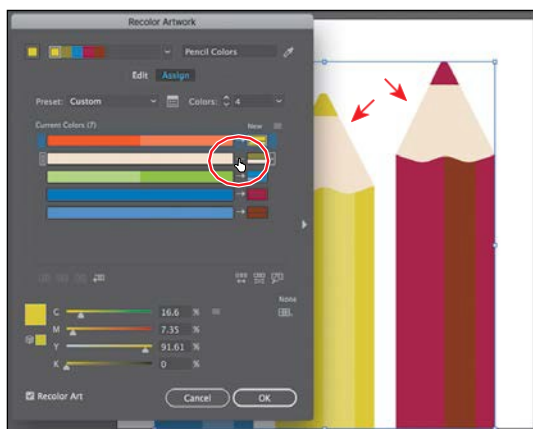 Recolor Artwork
Pencil Colors
Edit Assign
Preset: Custom Colors: 4
Current Colors (7) New
None
C 16.6 %
M 7.35 %
Y 91.61 %
K 0 %
Recolor Art Cancel OK